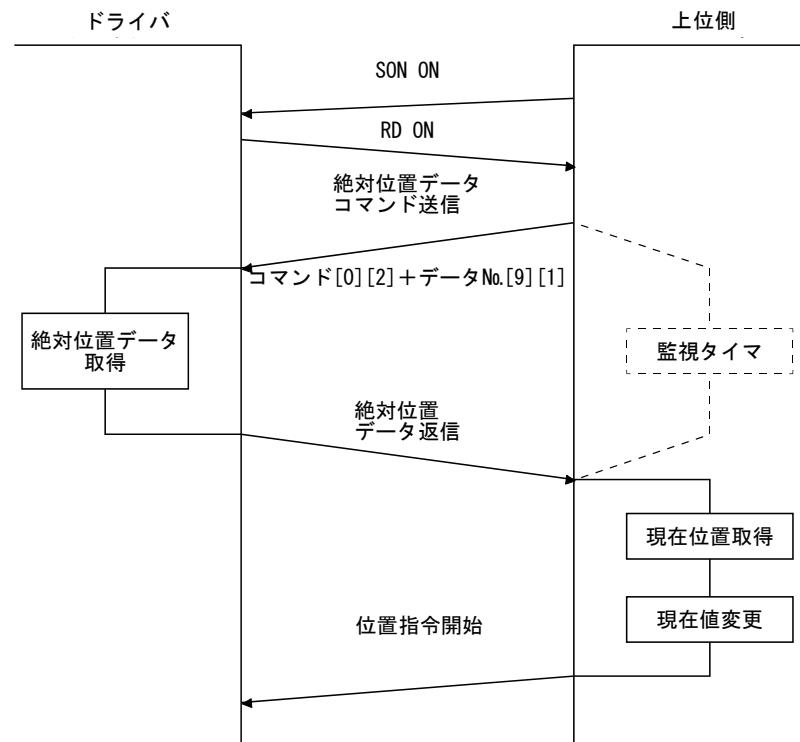 ドライバ
上位側
SON ON
RD ON
絶対位置データ
コマンド送信
コマンド[0][2]＋データNo.[9][1]
絶対位置データ
取得
監視タイマ
絶対位置
データ返信
現在位置取得
現在値変更
位置指令開始